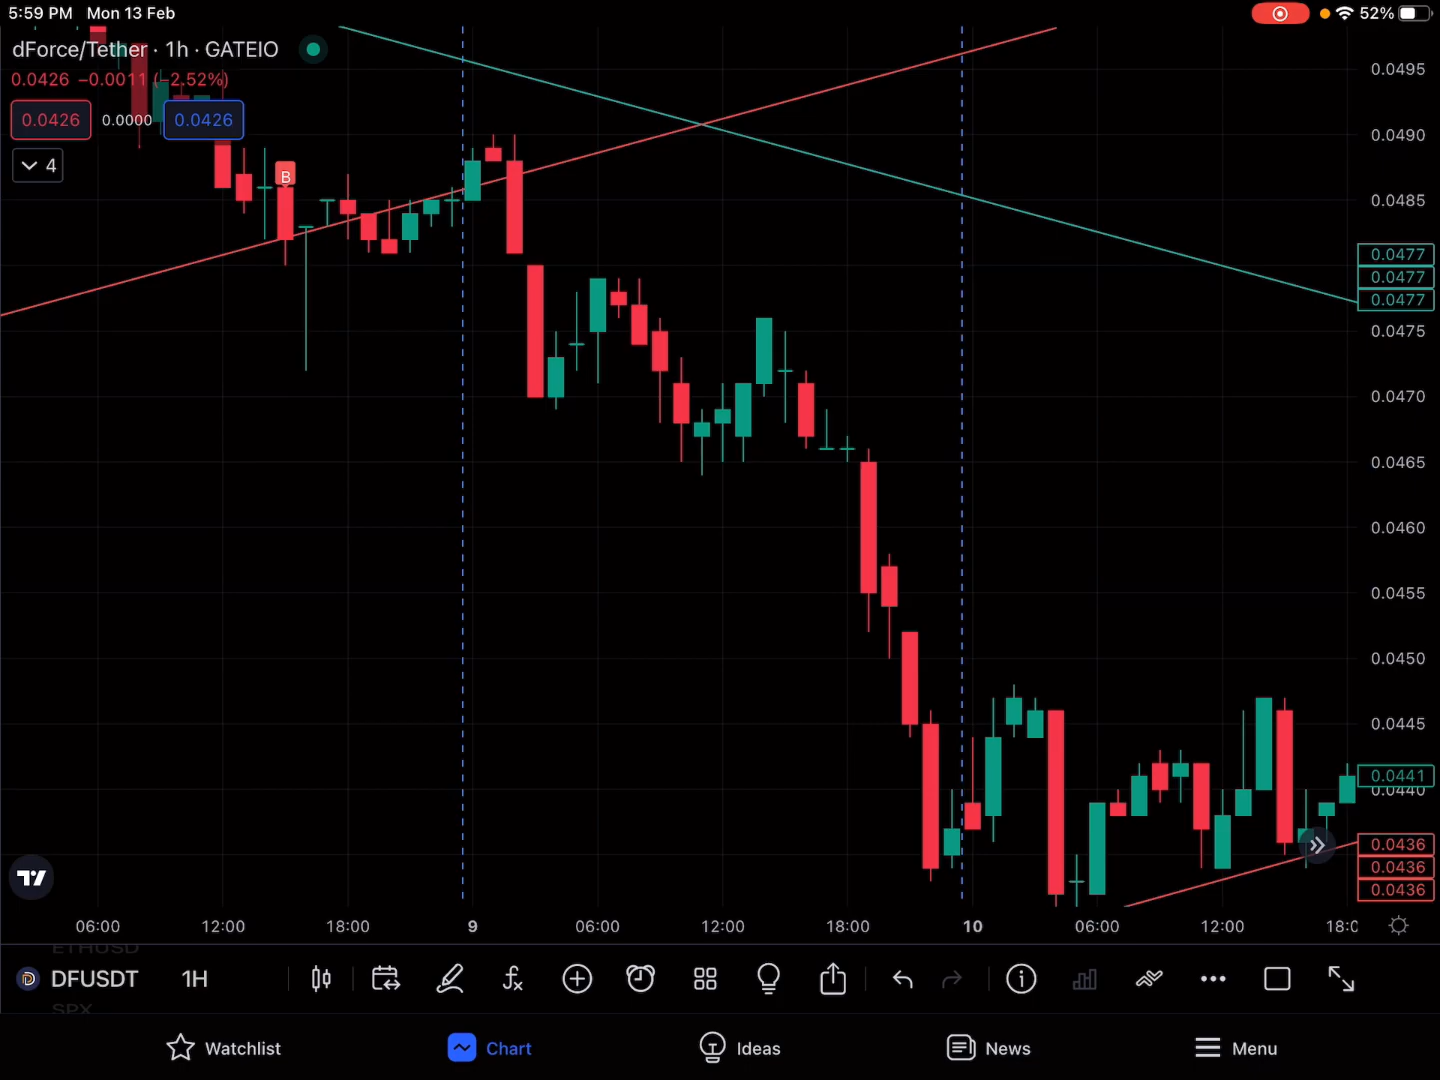 5:59 PM Mon 13 Feb
52%
dForce/Tether · 1h · GATEIO
0.0426 −0.0011 (−2.52%)
0.0426 0.0000 0.0426
4
B
0.0495
0.0490
0.0485
0.0477
0.0477
0.0477
0.0475
0.0470
0.0465
0.0460
0.0455
0.0450
0.0445
0.0441
0.0440
0.0436
0.0436
0.0436
06:00 12:00 18:00 9 06:00 12:00 18:00 10 06:00 12:00 18:0
ETHUSD
DFUSDT 1H
SPX
Watchlist Chart Ideas News Menu